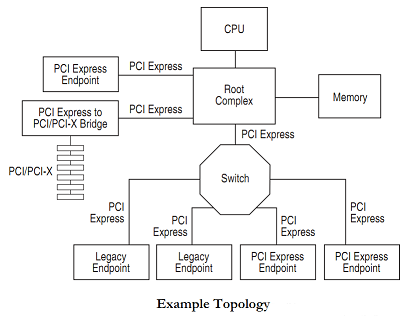 CPU
PCI Express
Endpoint
PCI Express
Root
Complex
Memory
PCI Express to
PCI/PCI-X Bridge
PCI Express
PCI Express
PCI/PCI-X
Switch
PCI
Express
PCI
Express
PCI
Express
PCI
Express
Legacy
Endpoint
Legacy
Endpoint
PCI Express
Endpoint
PCI Express
Endpoint
Example Topology